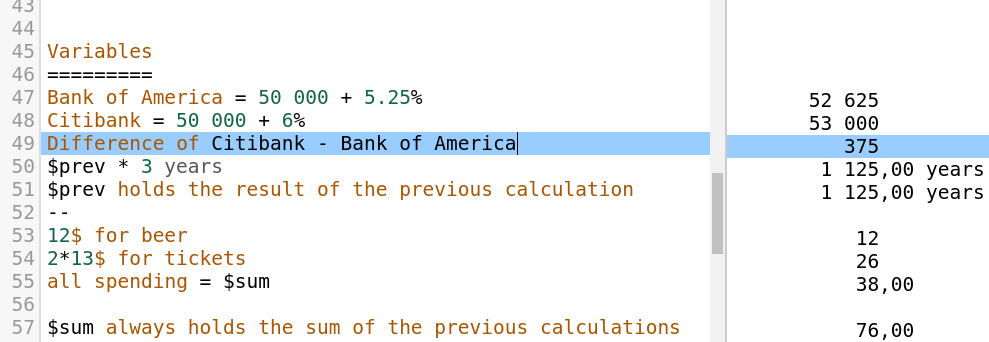 43
44
45 Variables
46 =========
47 Bank of America = 50 000 + 5.25% 52 625
48 Citibank = 50 000 + 6% 53 000
49 Difference of Citibank - Bank of America 375
50 $prev * 3 years 1 125,00 years
51 $prev holds the result of the previous calculation 1 125,00 years
52 --
53 12$ for beer 12
54 2*13$ for tickets 26
55 all spending = $sum 38,00
56
57 $sum always holds the sum of the previous calculations 76,00